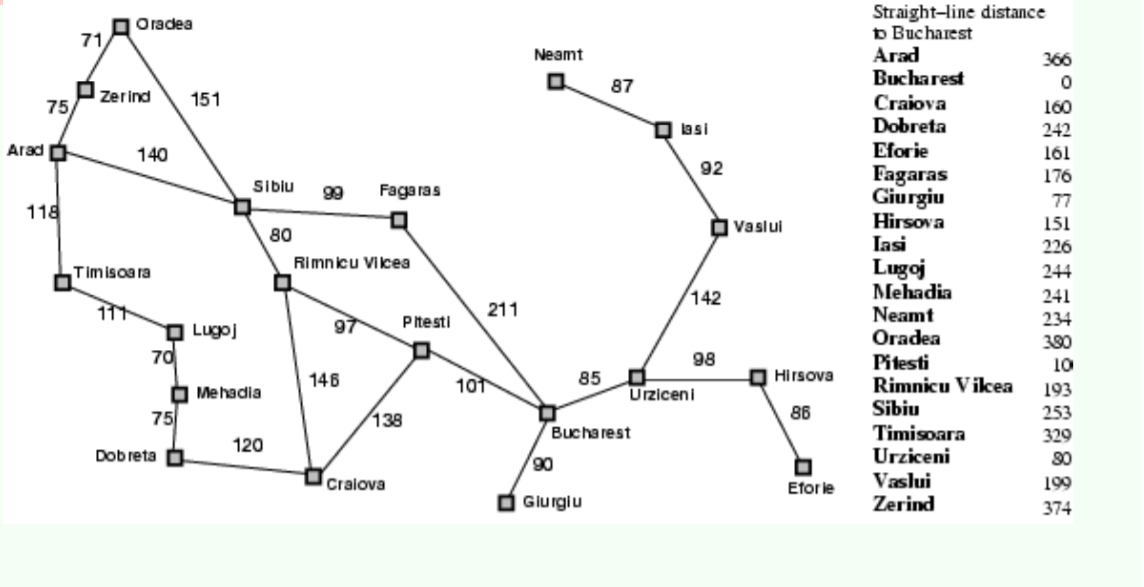 Oradea
71
Zerind
75
151
Arad
140
118
Sibiu
99
Fagaras
80
Timisoara
Rimnicu Vilcea
111
Lugoj
70
97
Pitesti
211
Mehadia
146
75
101
138
Dobreta
120
Craiova
Bucharest
90
Giurgiu
85
Urziceni
98
Hirsova
86
Eforie
142
Vaslui
92
Iasi
87
Neamt
Straight–line distance
to Bucharest
Arad 366
Bucharest 0
Craiova 160
Dobreta 242
Eforie 161
Fagaras 176
Giurgiu 77
Hirsova 151
Iasi 226
Lugoj 244
Mehadia 241
Neamt 234
Oradea 380
Pitesti 10
Rimnicu Vilcea 193
Sibiu 253
Timisoara 329
Urziceni 80
Vaslui 199
Zerind 374